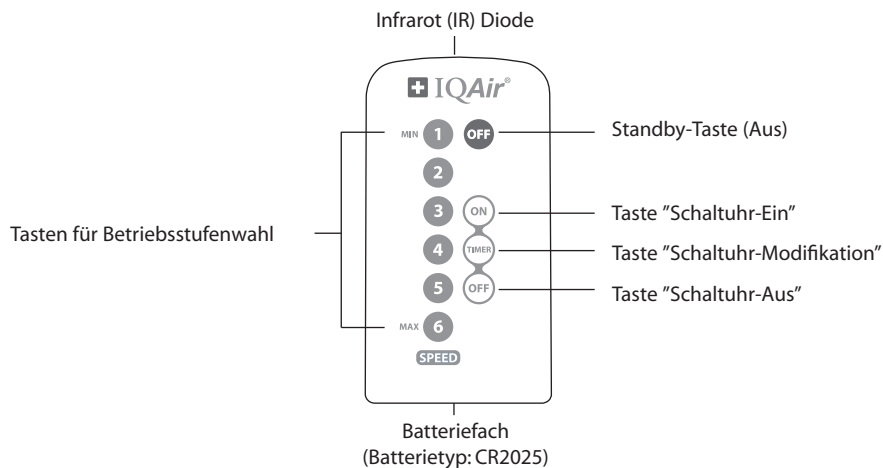 Infrarot (IR) Diode
IQAir®
MIN 1 OFF
Standby-Taste (Aus)
2
3 ON
Taste "Schaltuhr-Ein"
Tasten für Betriebsstufenwahl
4 TIMER
Taste "Schaltuhr-Modifikation"
5 OFF
Taste "Schaltuhr-Aus"
MAX 6
SPEED
Batteriefach
(Batterietyp: CR2025)